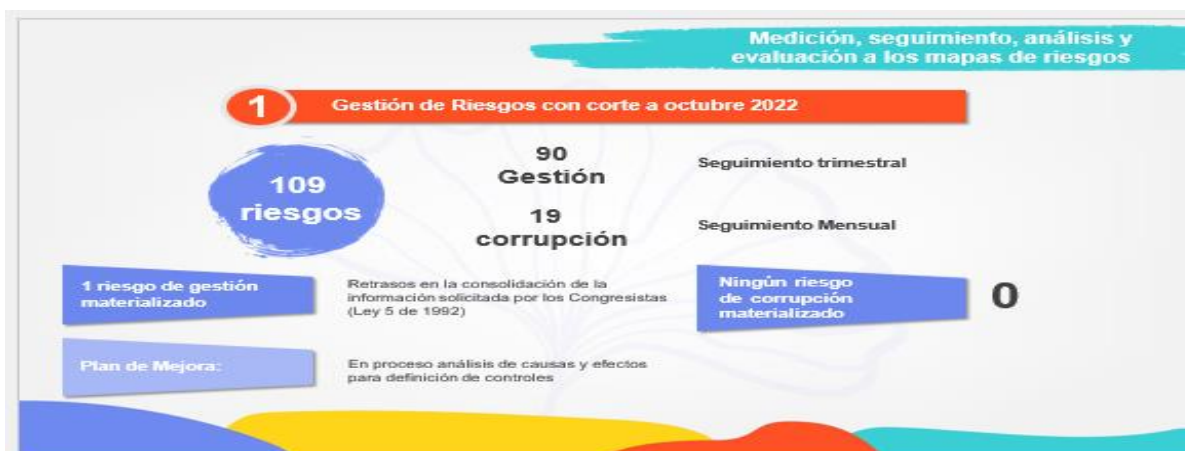 Medición, seguimiento, análisis y
evaluación a los mapas de riesgos
1
Gestión de Riesgos con corte a octubre 2022
109
riesgos
90
Gestión
Seguimiento trimestral
19
corrupción
Seguimiento Mensual
1 riesgo de gestión
materializado
Retrasos en la consolidación de la
información solicitada por los Congresistas
(Ley 5 de 1992)
Ningún riesgo
de corrupción
materializado
0
Plan de Mejora:
En proceso análisis de causas y efectos
para definición de controles